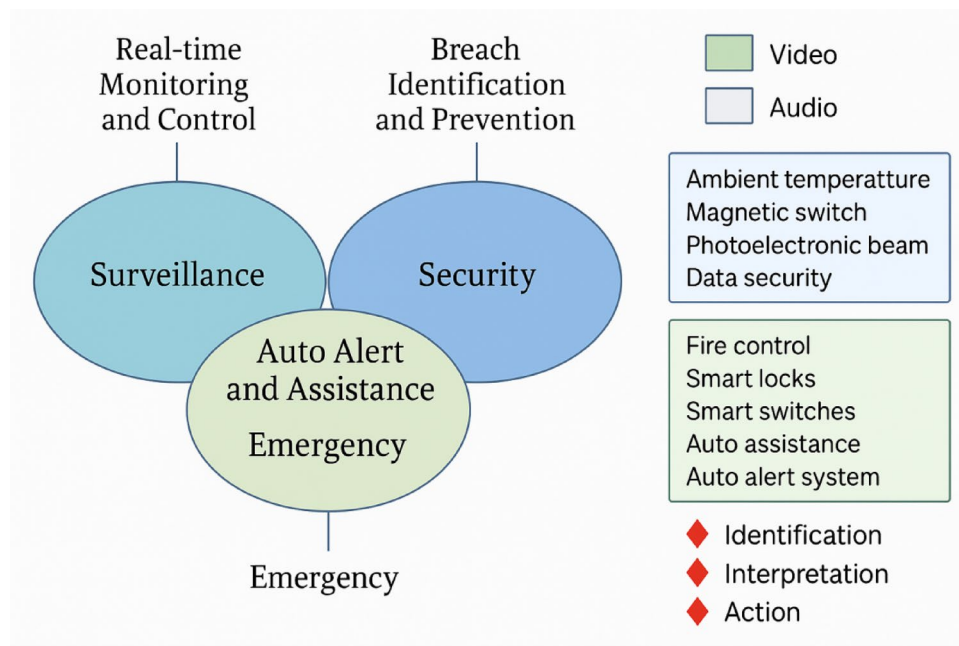 Real-time
Monitoring
and Control
Breach
Identification
and Prevention
Surveillance
Security
Auto Alert
and Assistance
Emergency
Emergency
Video
Audio
Ambient temperatture
Magnetic switch
Photoelectronic beam
Data security
Fire control
Smart locks
Smart switches
Auto assistance
Auto alert system
Identification
Interpretation
Action